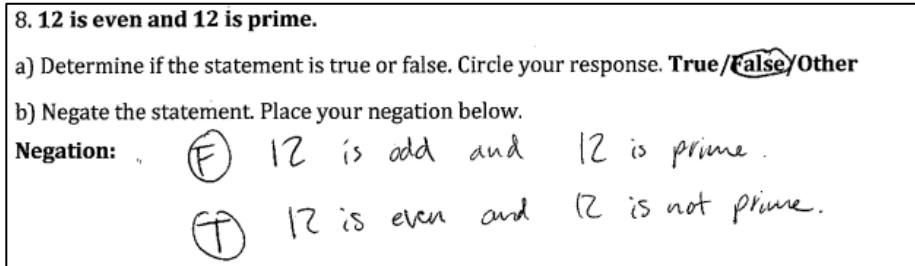 8. 12 is even and 12 is prime.
a) Determine if the statement is true or false. Circle your response. True/False/Other
b) Negate the statement. Place your negation below.
Negation: F 12 is odd and 12 is prime.
T 12 is even and 12 is not prime.